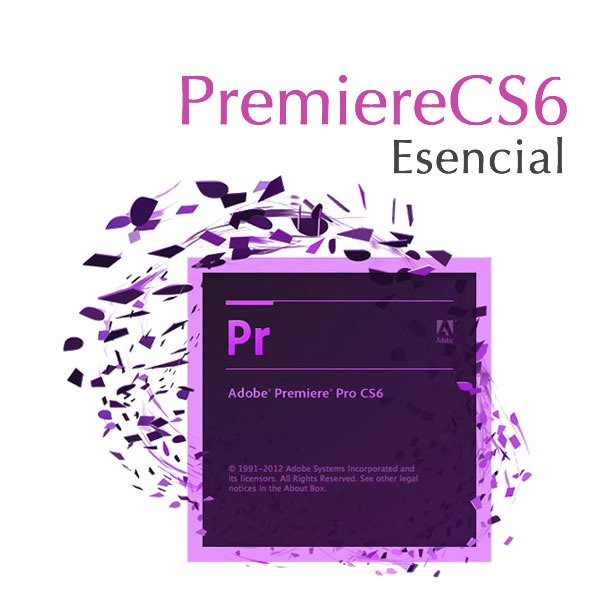 PremiereCS6
Esencial
Pr
Adobe
Adobe® Premiere® Pro CS6
© 1991-2012 Adobe Systems Incorporated and
its licensors. All Rights Reserved. See other legal
notices in the About Box.